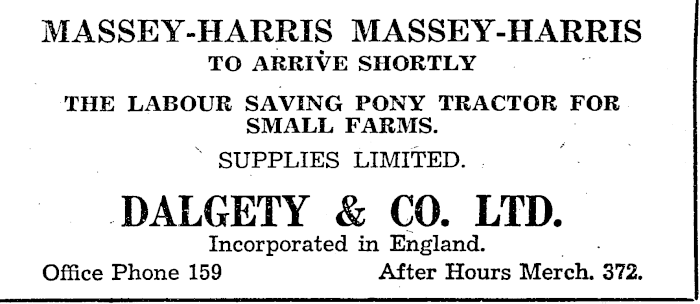 MASSEY-HARRIS MASSEY-HARRIS
TO ARRIVE SHORTLY
THE LABOUR SAVING PONY TRACTOR FOR
SMALL FARMS.
SUPPLIES LIMITED.
DALGETY & CO. LTD.
Incorporated in England.
Office Phone 159 After Hours Merch. 372.